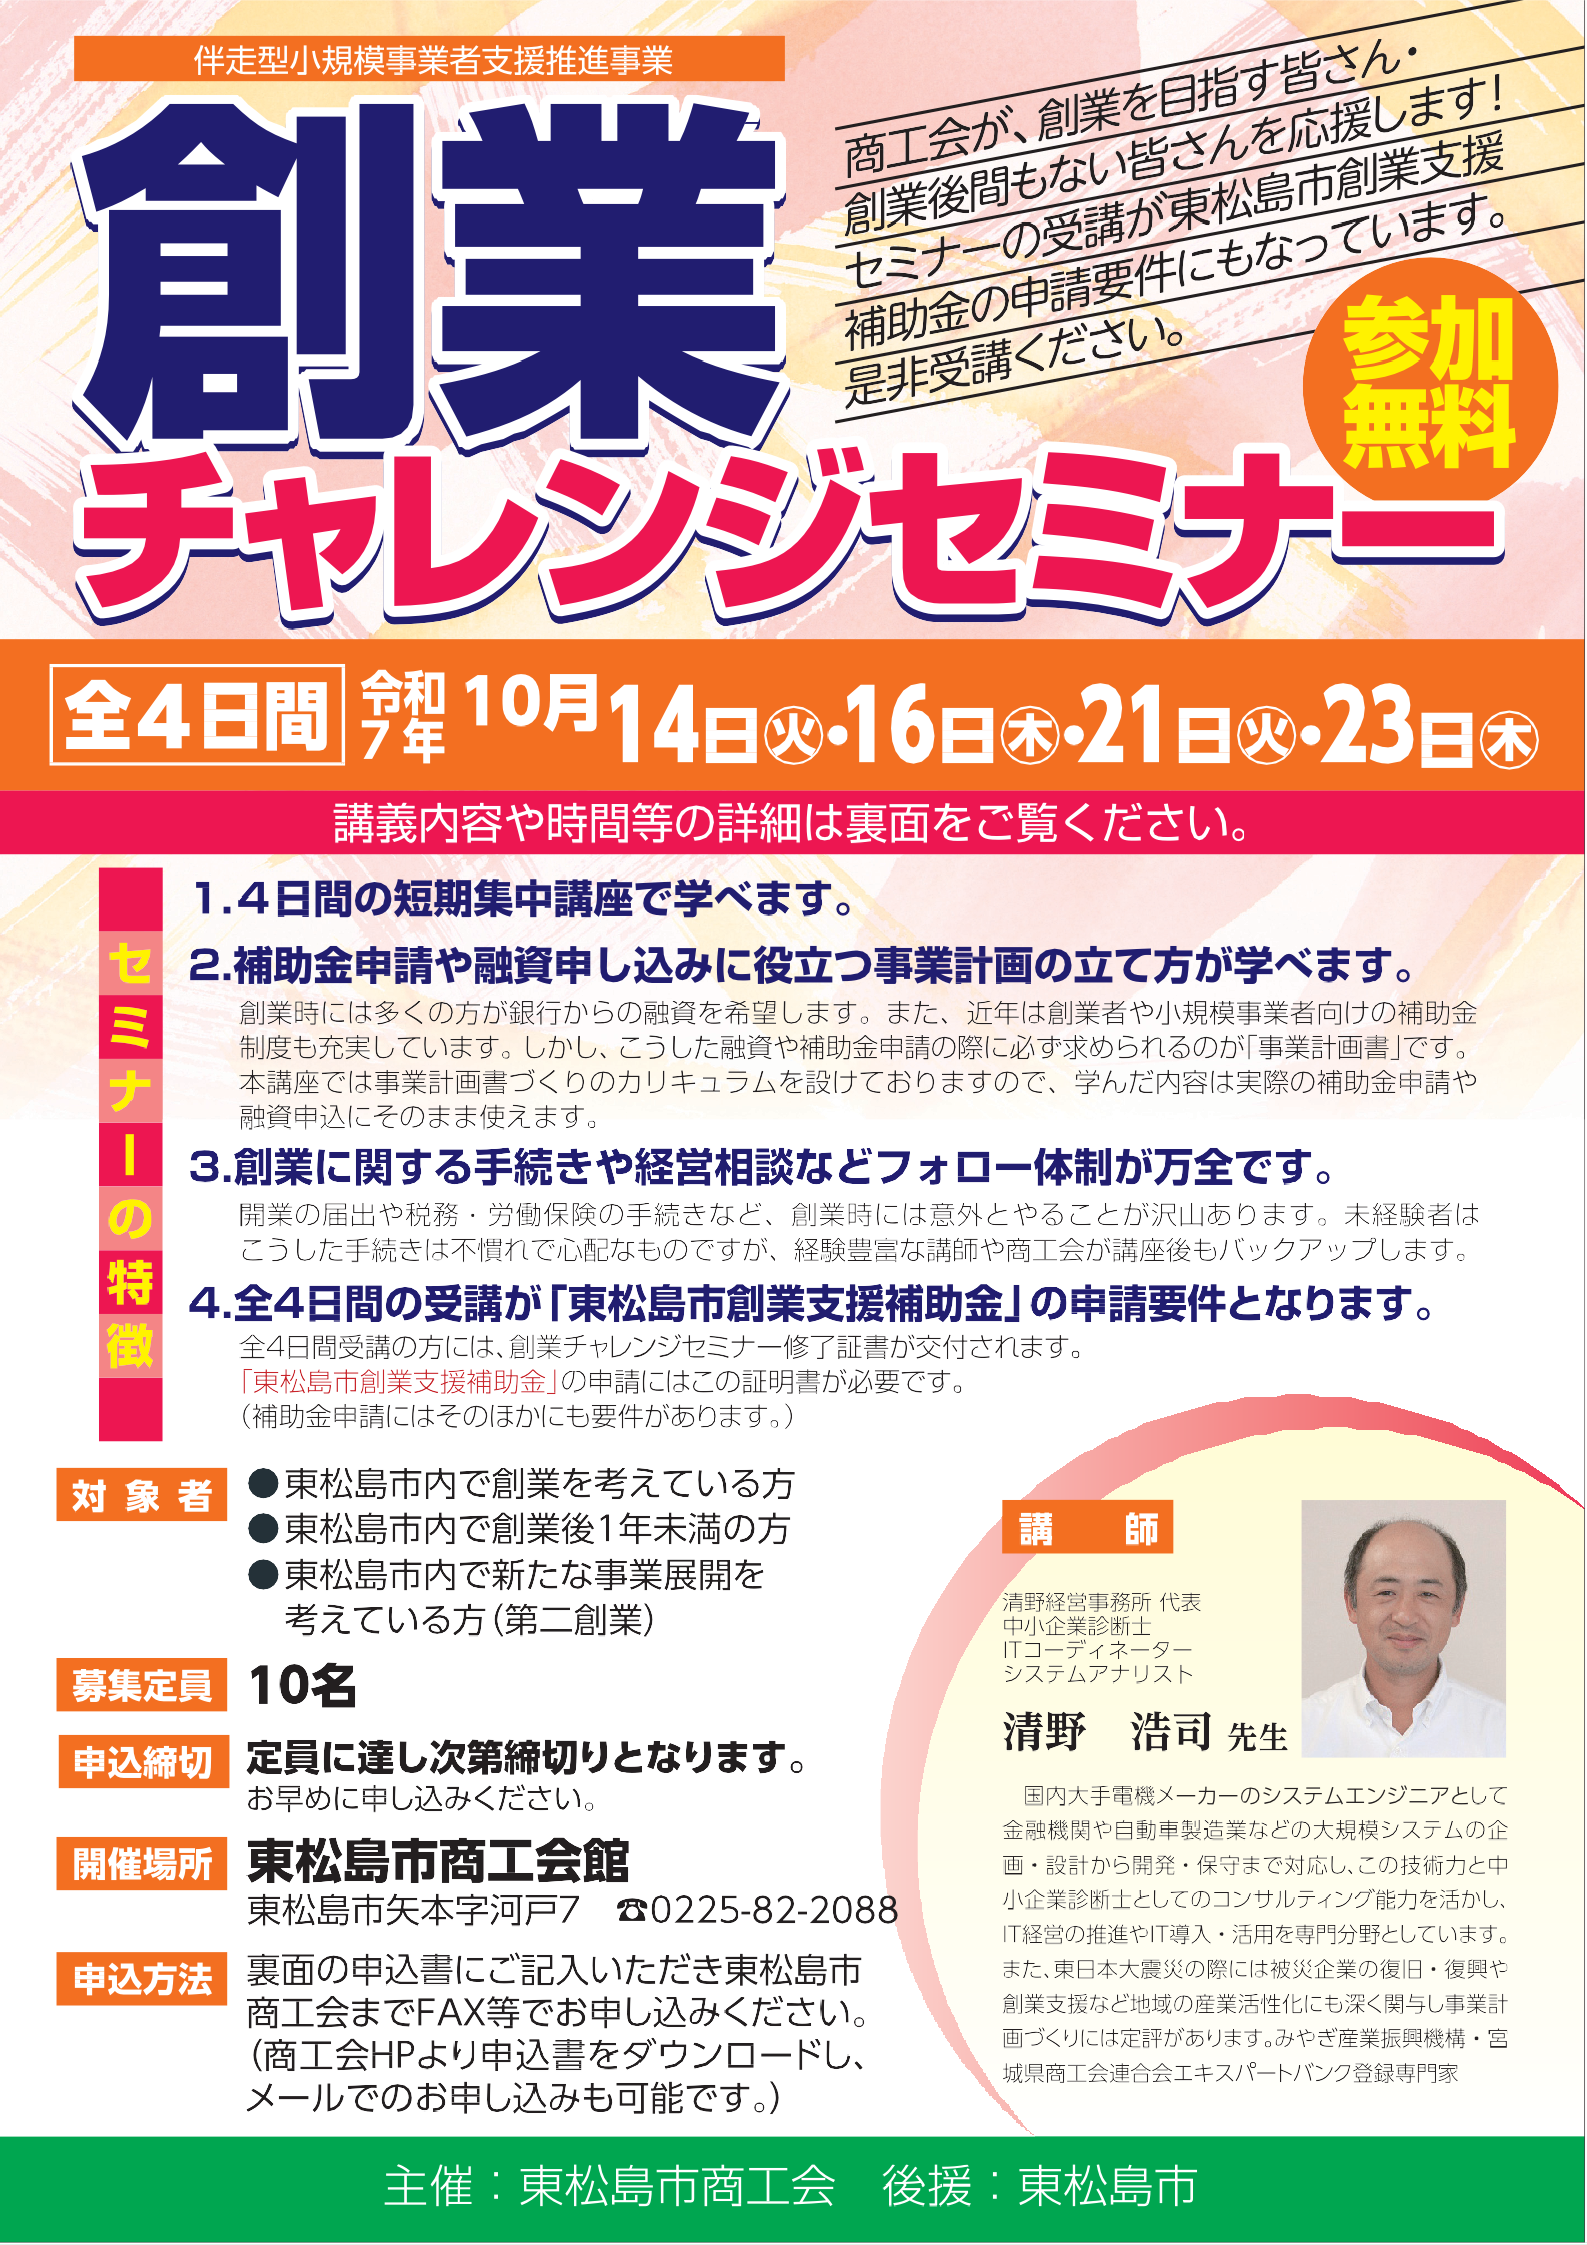 伴走型小規模事業者支援推進事業
商工会が、創業を目指す皆さん・
創業後間もない皆さんを応援します!
セミナーの受講が東松島市創業支援
補助金の申請要件にもなっています。
是非受講ください。
創業
チャレンジセミナー
参加
無料
全4日間 令和7年 10月14日㊋・16日㊍・21日㊋・23日㊍
講義内容や時間等の詳細は裏面をご覧ください。
セミナーの特徴
1.4日間の短期集中講座で学べます。
2.補助金申請や融資申し込みに役立つ事業計画の立て方が学べます。
創業時には多くの方が銀行からの融資を希望します。また、近年は創業者や小規模事業者向けの補助金
制度も充実しています。しかし、こうした融資や補助金申請の際に必ず求められるのが「事業計画書」です。
本講座では事業計画書づくりのカリキュラムを設けておりますので、学んだ内容は実際の補助金申請や
融資申込にそのまま使えます。
3.創業に関する手続きや経営相談などフォロー体制が万全です。
開業の届出や税務・労働保険の手続きなど、創業時には意外とやることが沢山あります。未経験者は
こうした手続きは不慣れで心配なものですが、経験豊富な講師や商工会が講座後もバックアップします。
4.全4日間の受講が「東松島市創業支援補助金」の申請要件となります。
全4日間受講の方には、創業チャレンジセミナー修了証書が交付されます。
「東松島市創業支援補助金」の申請にはこの証明書が必要です。
(補助金申請にはそのほかにも要件があります。)
対象者
●東松島市内で創業を考えている方
●東松島市内で創業後1年未満の方
●東松島市内で新たな事業展開を
考えている方(第二創業)
募集定員 10名
申込締切 定員に達し次第締切りとなります。
お早めに申し込みください。
開催場所 東松島市商工会館
東松島市矢本字河戸7 ☎0225-82-2088
申込方法 裏面の申込書にご記入いただき東松島市
商工会までFAX等でお申し込みください。
(商工会HPより申込書をダウンロードし、
メールでのお申し込みも可能です。)
講師
清野経営事務所 代表
中小企業診断士
ITコーディネーター
システムアナリスト
清野 浩司 先生
国内大手電機メーカーのシステムエンジニアとして
金融機関や自動車製造業などの大規模システムの企
画・設計から開発・保守まで対応し、この技術力と中
小企業診断士としてのコンサルティング能力を活かし、
IT経営の推進やIT導入・活用を専門分野としています。
また、東日本大震災の際には被災企業の復旧・復興や
創業支援など地域の産業活性化にも深く関与し事業計
画づくりには定評があります。みやぎ産業振興機構・宮
城県商工会連合会エキスパートバンク登録専門家
主催：東松島市商工会 後援：東松島市